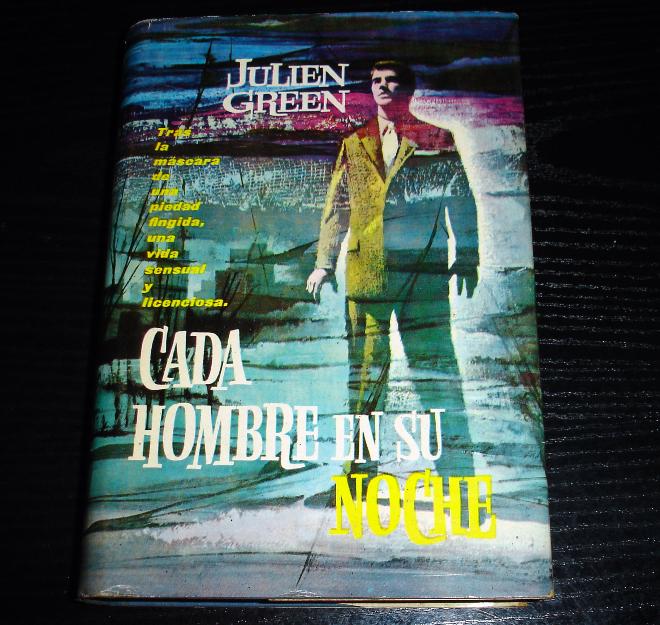 JULIEN
GREEN
Tras
la
máscara
de
una
piedad
fingida,
una
vida
sensual
y
licenciosa.
CADA
HOMBRE EN SU
NOCHE